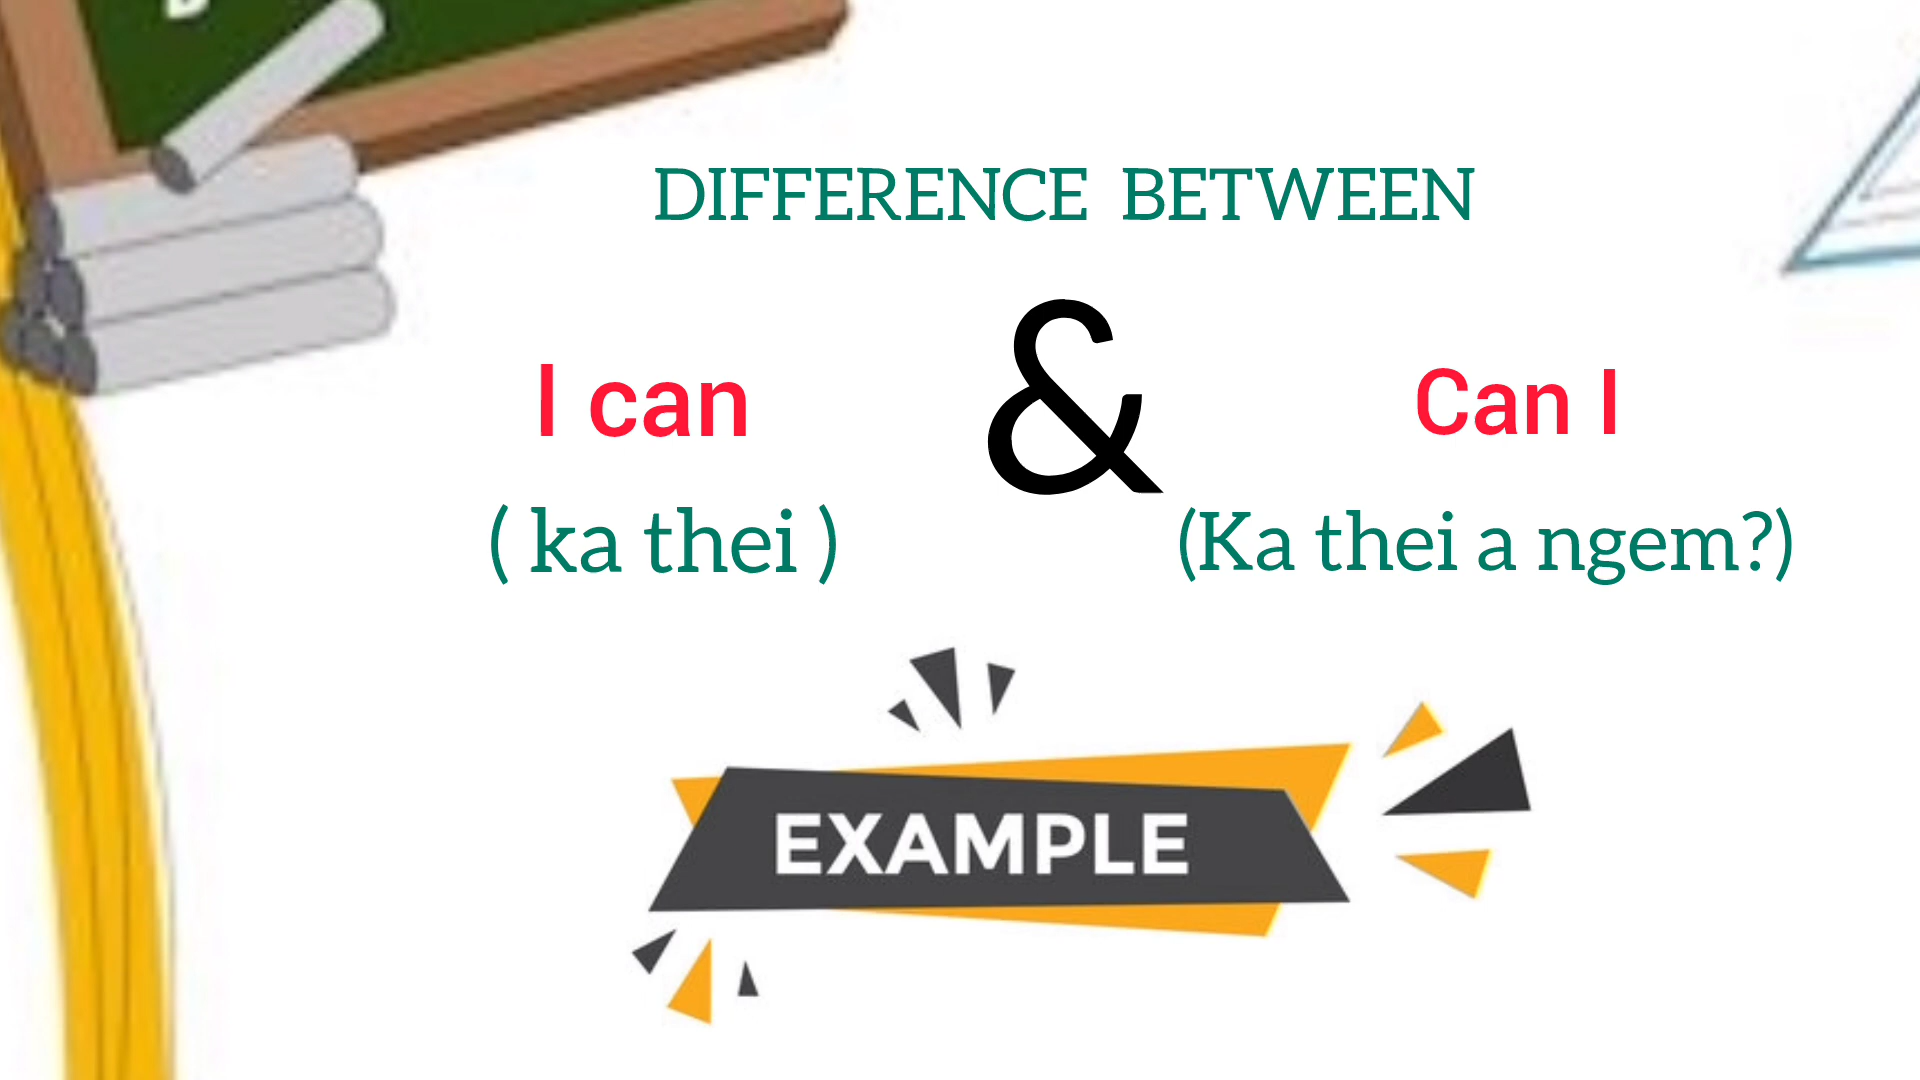 DIFFERENCE BETWEEN
I can & Can I
( ka thei ) (Ka thei a ngem?)
EXAMPLE